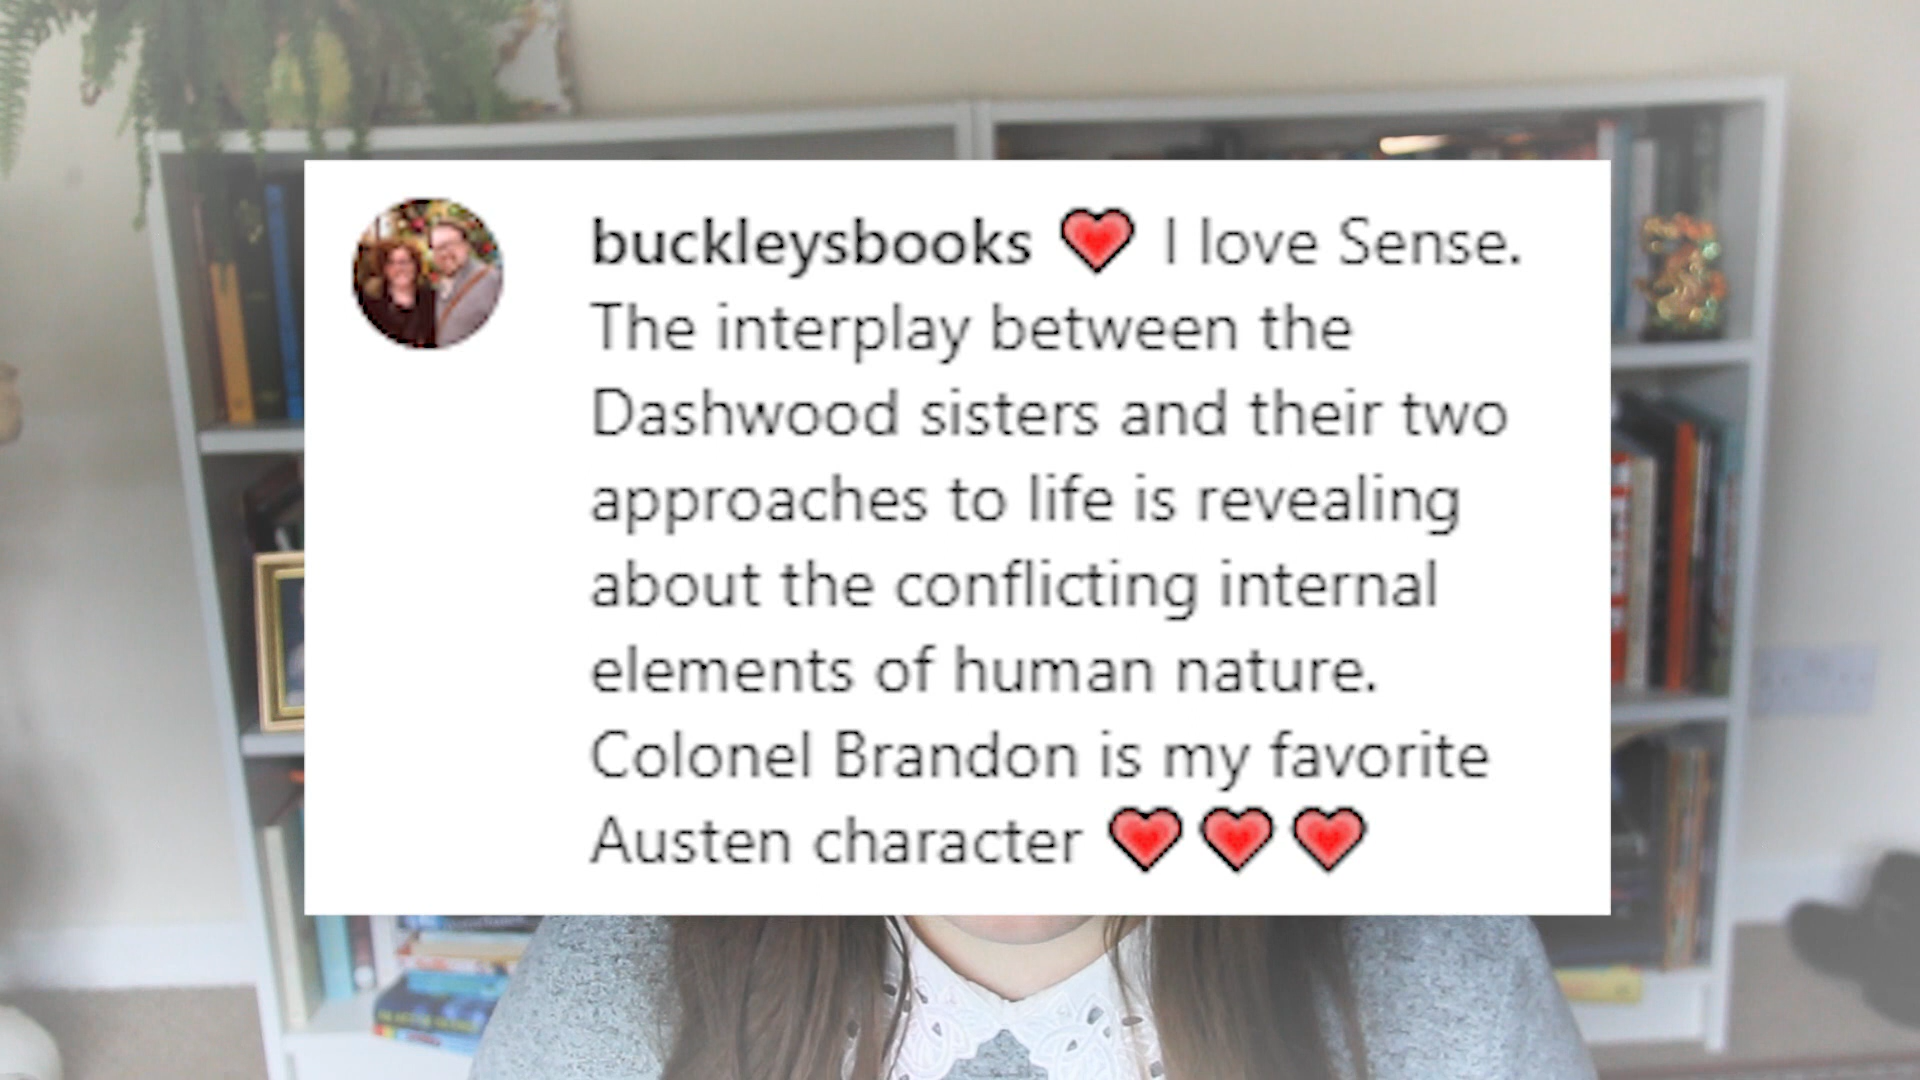 buckleysbooks ❤️ I love Sense.
The interplay between the
Dashwood sisters and their two
approaches to life is revealing
about the conflicting internal
elements of human nature.
Colonel Brandon is my favorite
Austen character ❤️❤️❤️